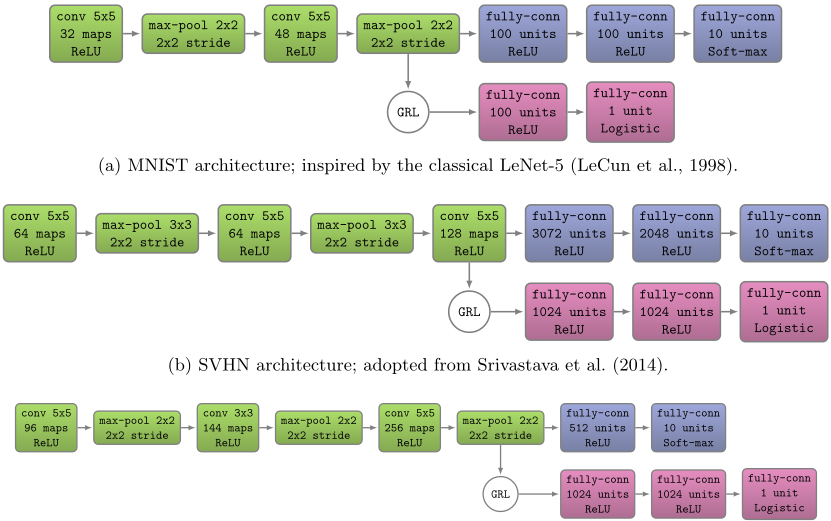 conv 5x5
32 maps
ReLU
max-pool 2x2
2x2 stride
conv 5x5
48 maps
ReLU
max-pool 2x2
2x2 stride
fully-conn
100 units
ReLU
fully-conn
100 units
ReLU
fully-conn
10 units
Soft-max
GRL
fully-conn
100 units
ReLU
fully-conn
1 unit
Logistic
(a) MNIST architecture; inspired by the classical LeNet-5 (LeCun et al., 1998).
conv 5x5
64 maps
ReLU
max-pool 3x3
2x2 stride
conv 5x5
64 maps
ReLU
max-pool 3x3
2x2 stride
conv 5x5
128 maps
ReLU
fully-conn
3072 units
ReLU
fully-conn
2048 units
ReLU
fully-conn
10 units
Soft-max
GRL
fully-conn
1024 units
ReLU
fully-conn
1024 units
ReLU
fully-conn
1 unit
Logistic
(b) SVHN architecture; adopted from Srivastava et al. (2014).
conv 5x5
96 maps
ReLU
max-pool 2x2
2x2 stride
conv 3x3
144 maps
ReLU
max-pool 2x2
2x2 stride
conv 5x5
256 maps
ReLU
max-pool 2x2
2x2 stride
fully-conn
512 units
ReLU
fully-conn
10 units
Soft-max
GRL
fully-conn
1024 units
ReLU
fully-conn
1024 units
ReLU
fully-conn
1 unit
Logistic